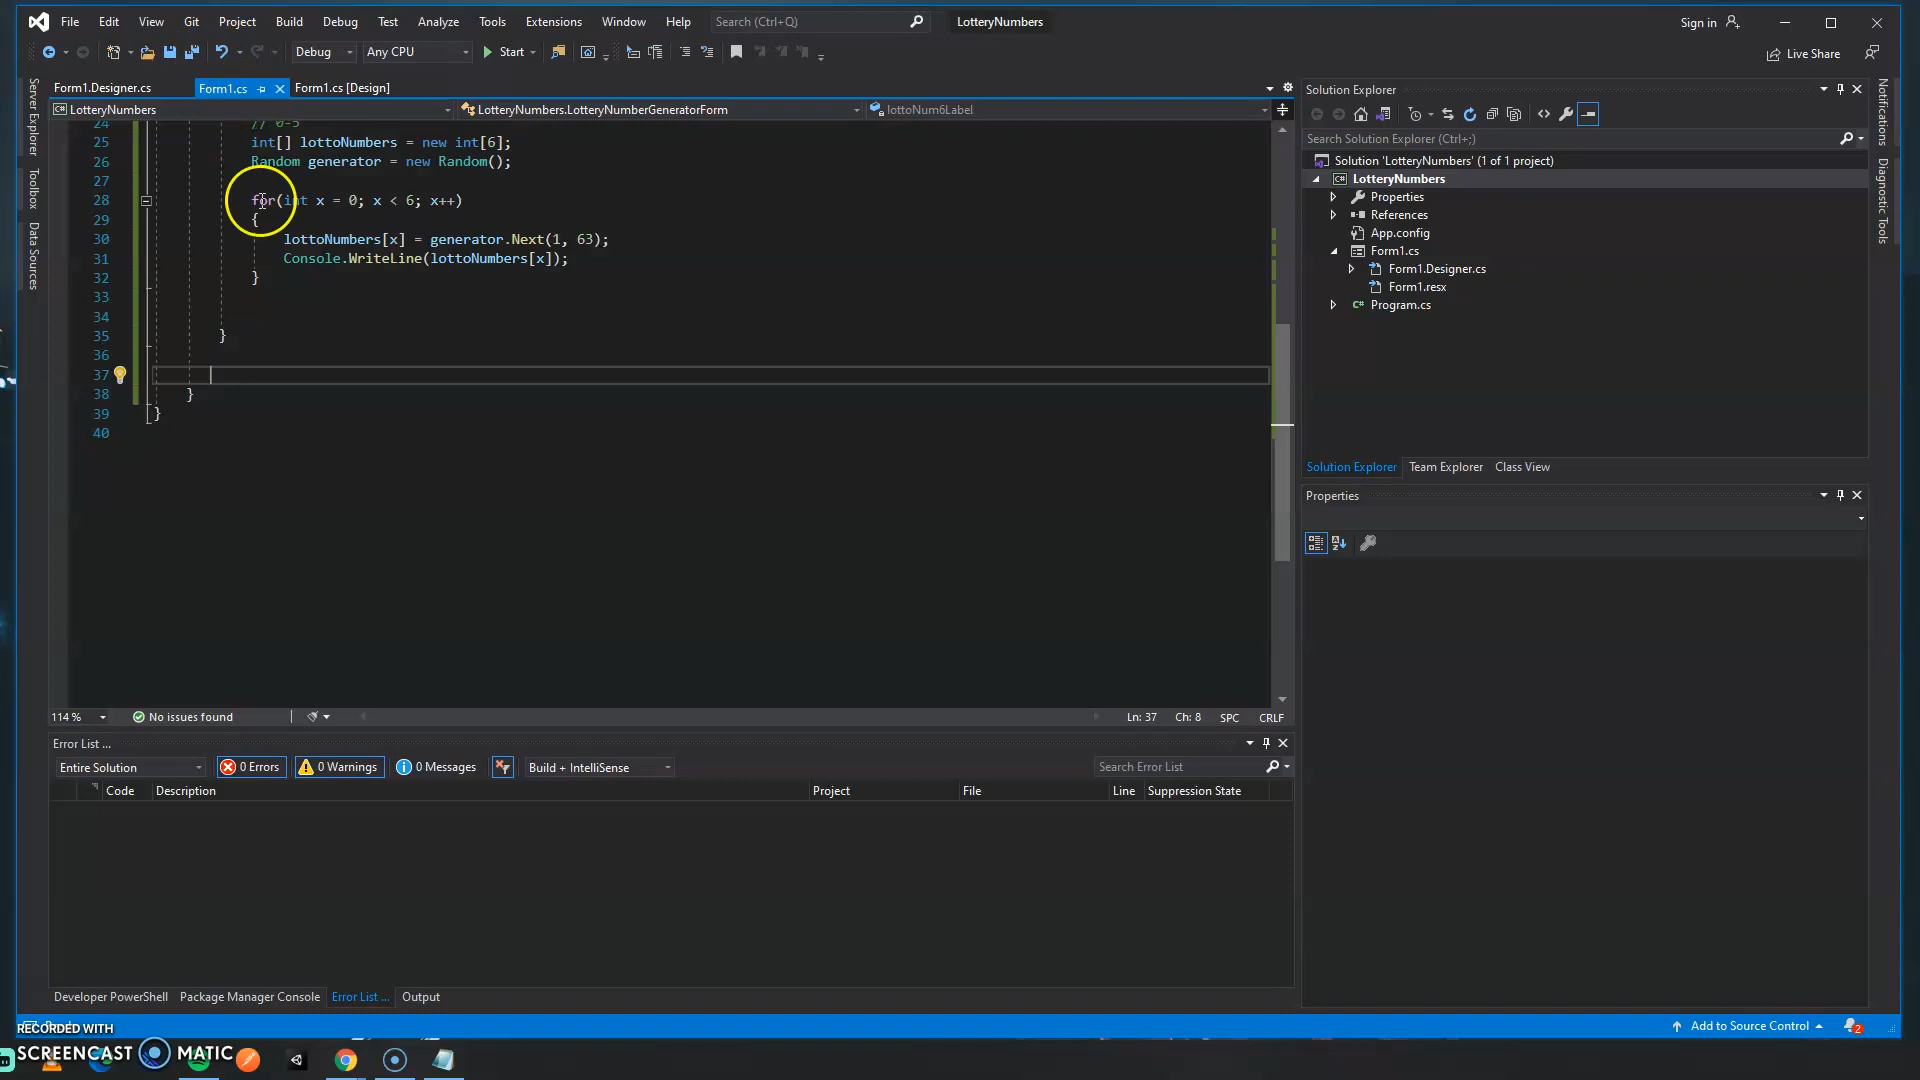 File Edit View Git Project Build Debug Test Analyze Tools Extensions Window Help Search (Ctrl+Q) LotteryNumbers Sign in
Debug Any CPU Start Live Share
Form1.Designer.cs Form1.cs Form1.cs [Design]
LotteryNumbers LotteryNumbers.LotteryNumberGeneratorForm lottoNum6Label
24 // 0-5
25 int[] lottoNumbers = new int[6];
26 Random generator = new Random();
27
28 for(int x = 0; x < 6; x++)
29 {
30 lottoNumbers[x] = generator.Next(1, 63);
31 Console.WriteLine(lottoNumbers[x]);
32 }
33
34
35 }
36
37
38 }
39 }
40
114 % No issues found Ln: 37 Ch: 8 SPC CRLF
Error List ...
Entire Solution 0 Errors 0 Warnings 0 Messages Build + IntelliSense Search Error List
Code Description Project File Line Suppression State
Developer PowerShell Package Manager Console Error List ... Output
Server Explorer
Toolbox
Data Sources
Solution Explorer
Search Solution Explorer (Ctrl+;)
Solution 'LotteryNumbers' (1 of 1 project)
C# LotteryNumbers
Properties
References
App.config
Form1.cs
Form1.Designer.cs
Form1.resx
C# Program.cs
Solution Explorer Team Explorer Class View
Properties
Notifications
Diagnostic Tools
Add to Source Control 2
RECORDED WITH
SCREENCAST MATIC